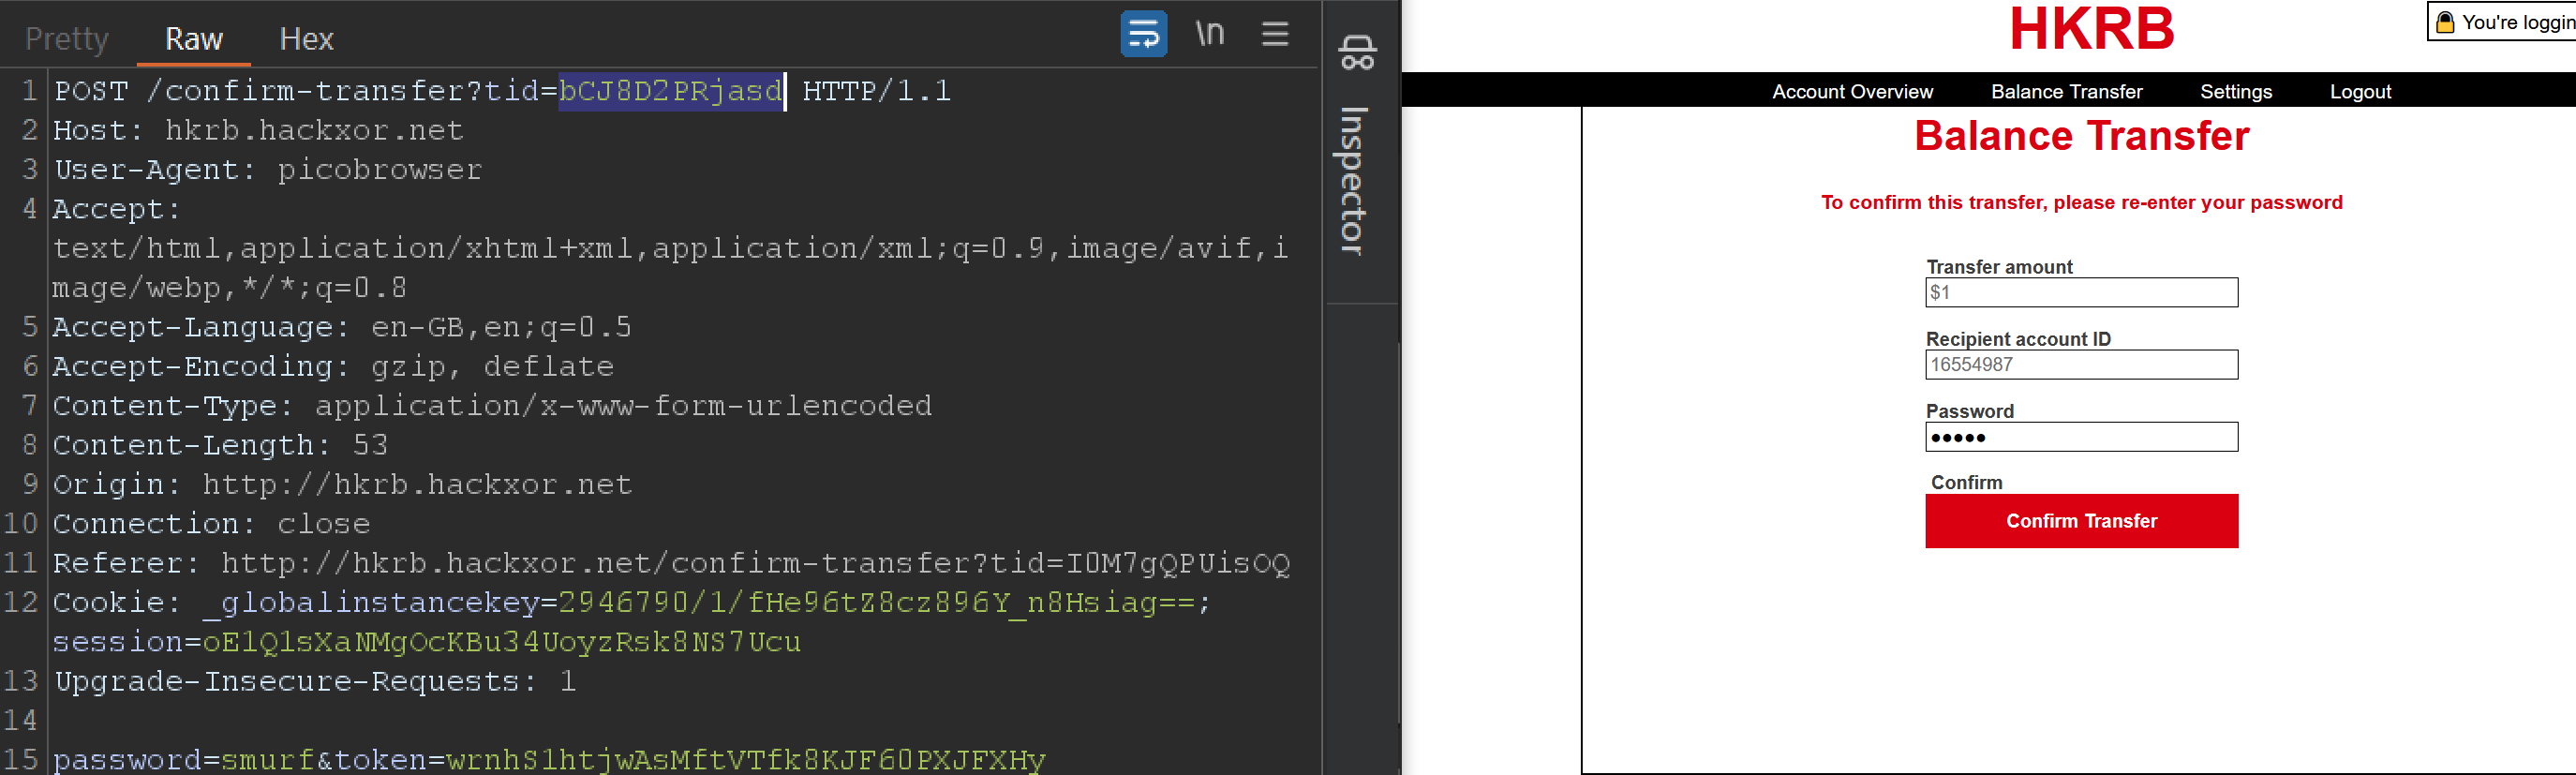 Pretty Raw Hex \n
1 POST /confirm-transfer?tid=bCJ8D2PRjasd HTTP/1.1
2 Host: hkrb.hackxor.net
3 User-Agent: picobrowser
4 Accept:
text/html,application/xhtml+xml,application/xml;q=0.9,image/avif,i
mage/webp,*/*;q=0.8
5 Accept-Language: en-GB,en;q=0.5
6 Accept-Encoding: gzip, deflate
7 Content-Type: application/x-www-form-urlencoded
8 Content-Length: 53
9 Origin: http://hkrb.hackxor.net
10 Connection: close
11 Referer: http://hkrb.hackxor.net/confirm-transfer?tid=I0M7gQPUisOQ
12 Cookie: _globalinstancekey=2946790/1/fHe96tZ8cz896Y_n8Hsiag==;
session=oE1Q1sXaNMgOcKBu34UoyzRsk8NS7Ucu
13 Upgrade-Insecure-Requests: 1
14
15 password=smurf&token=wrnhS1htjwAsMftVTfk8KJF60PXJFXHy
Inspector
HKRB
You're loggin
Account Overview Balance Transfer Settings Logout
Balance Transfer
To confirm this transfer, please re-enter your password
Transfer amount
$1
Recipient account ID
16554987
Password
•••••
Confirm
Confirm Transfer